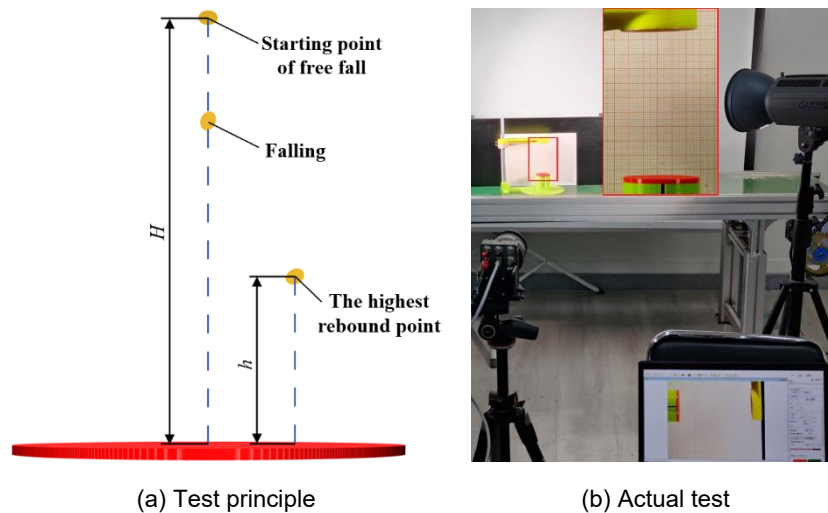 Starting point
of free fall
Falling
H
The highest
rebound point
h
(a) Test principle
(b) Actual test